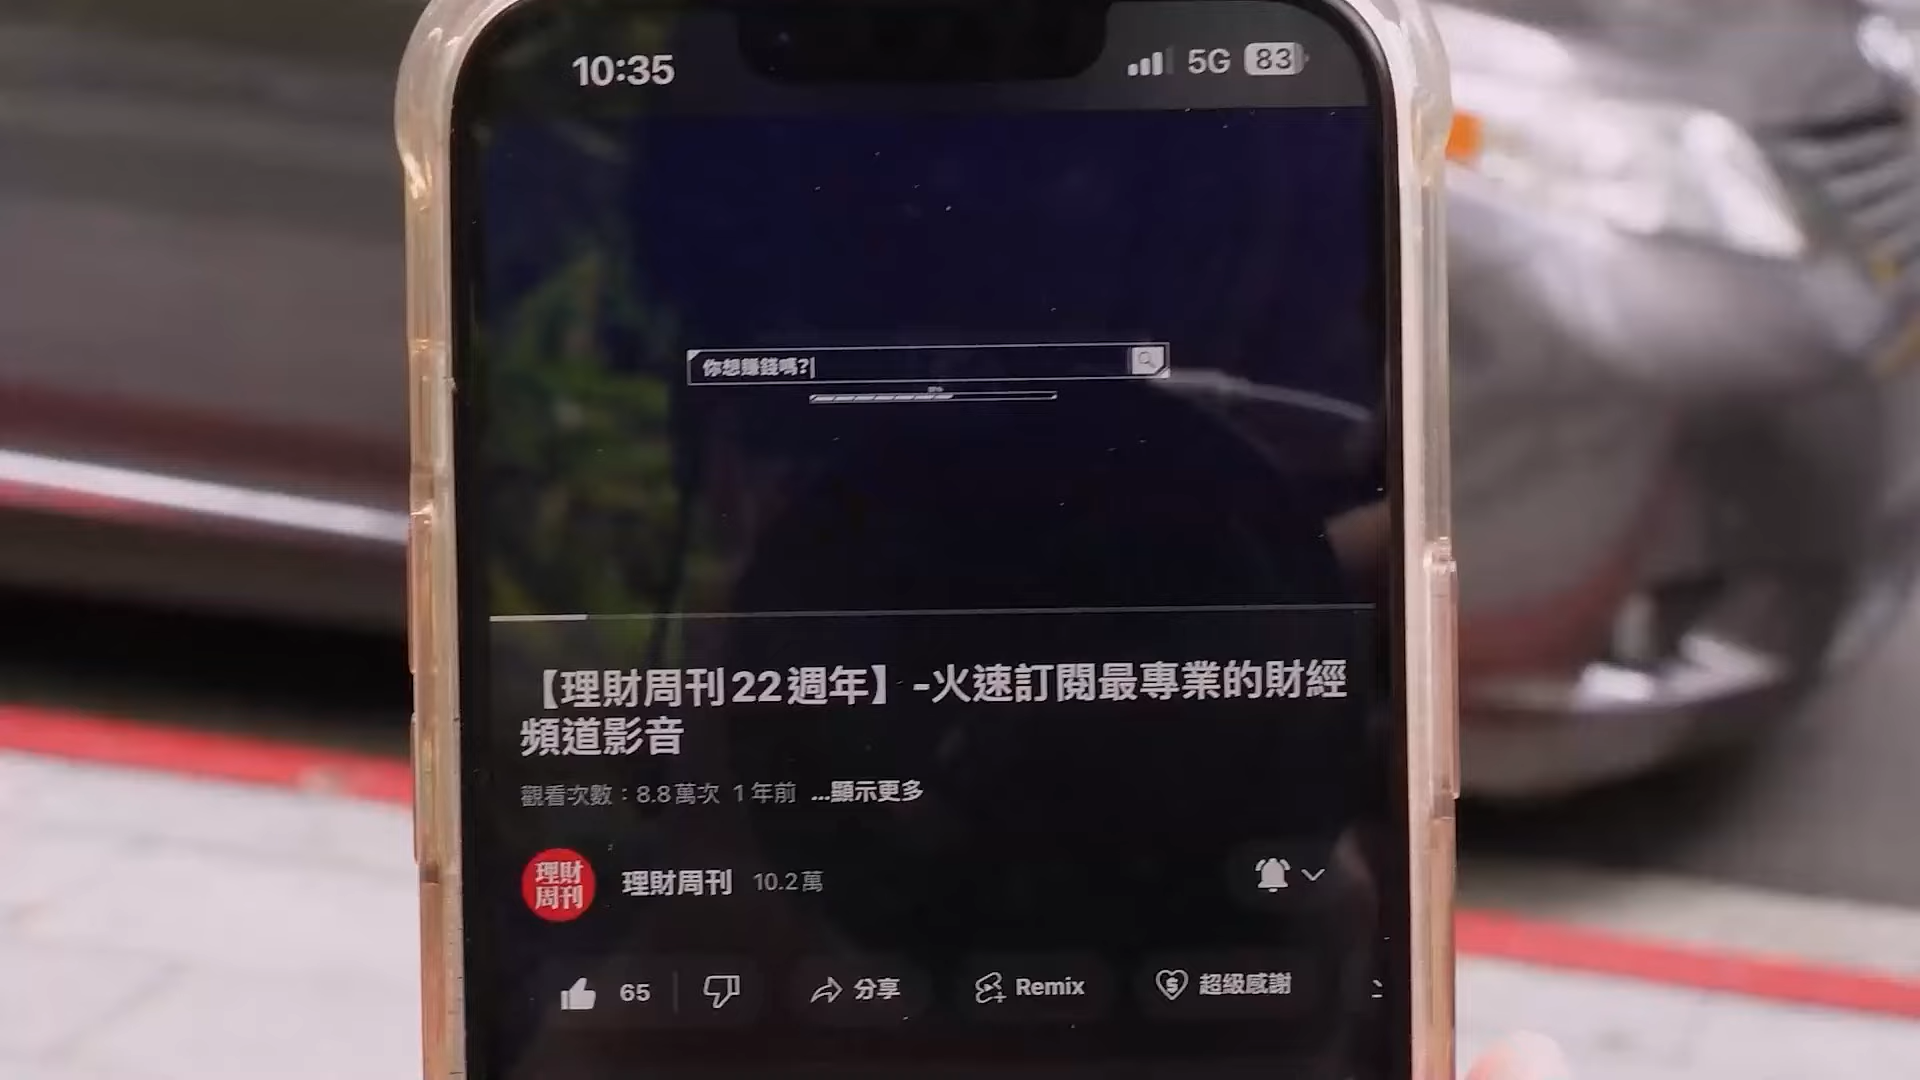 10:35
5G 83
你想賺錢嗎?
【理財周刊22週年】-火速訂閱最專業的財經
頻道影音
觀看次數：8.8萬次 1年前 ...顯示更多
理財
周刊
理財周刊 10.2萬
65
分享
Remix
超級感謝